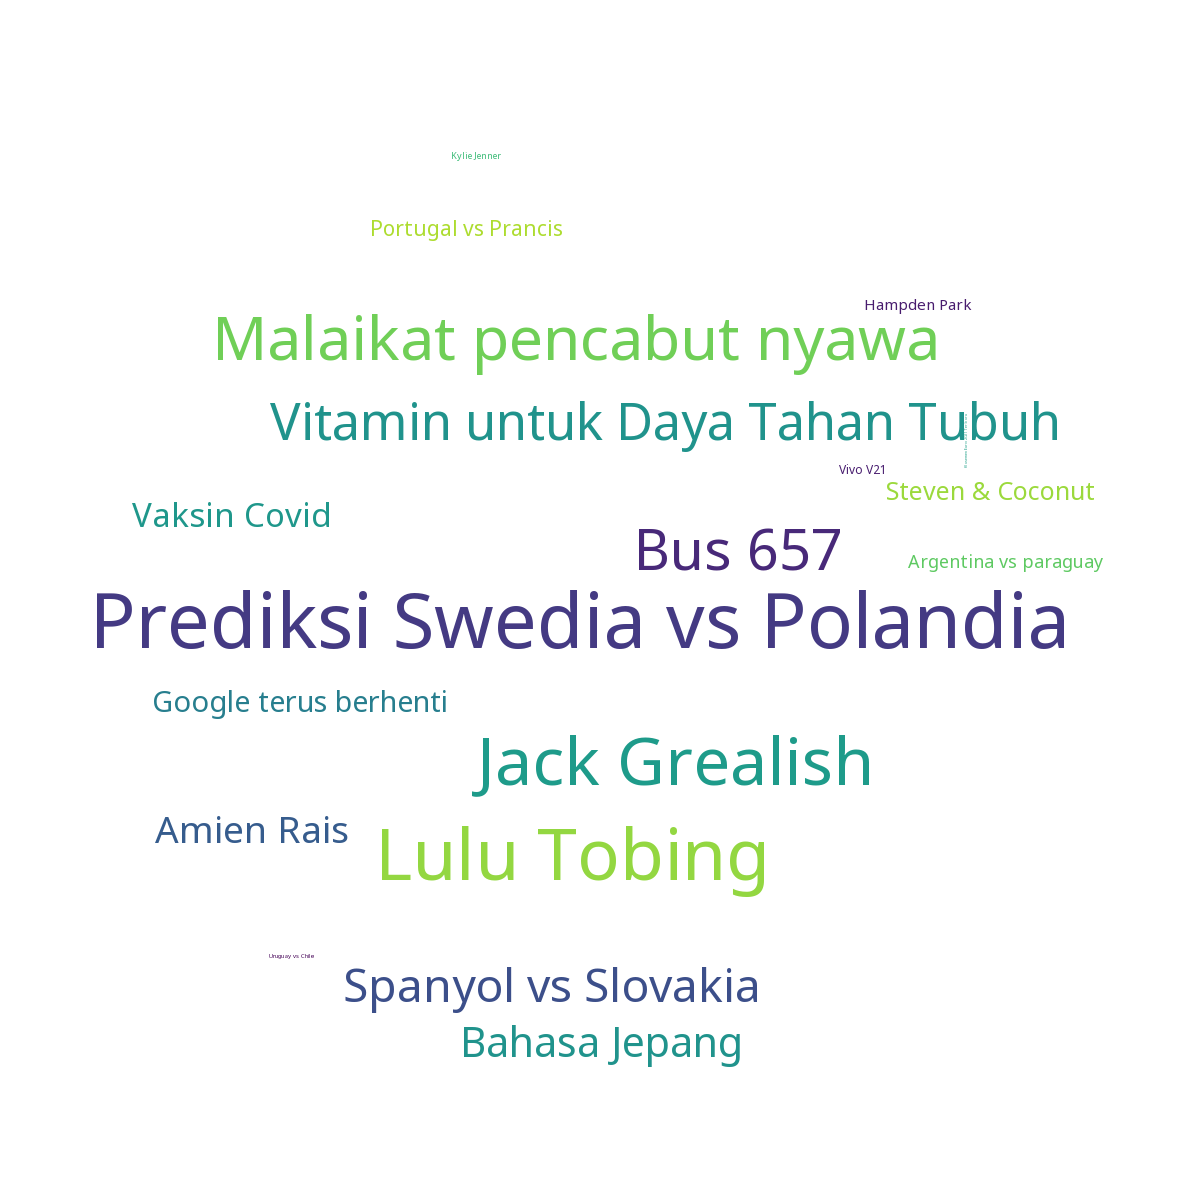 Kylie Jenner
Portugal vs Prancis
Hampden Park
Malaikat pencabut nyawa
Vitamin untuk Daya Tahan Tubuh
Vivo V21
Steven & Coconut
Vaksin Covid
Bus 657
Argentina vs paraguay
Prediksi Swedia vs Polandia
Google terus berhenti
Jack Grealish
Amien Rais
Lulu Tobing
Uruguay vs Chile
Spanyol vs Slovakia
Bahasa Jepang